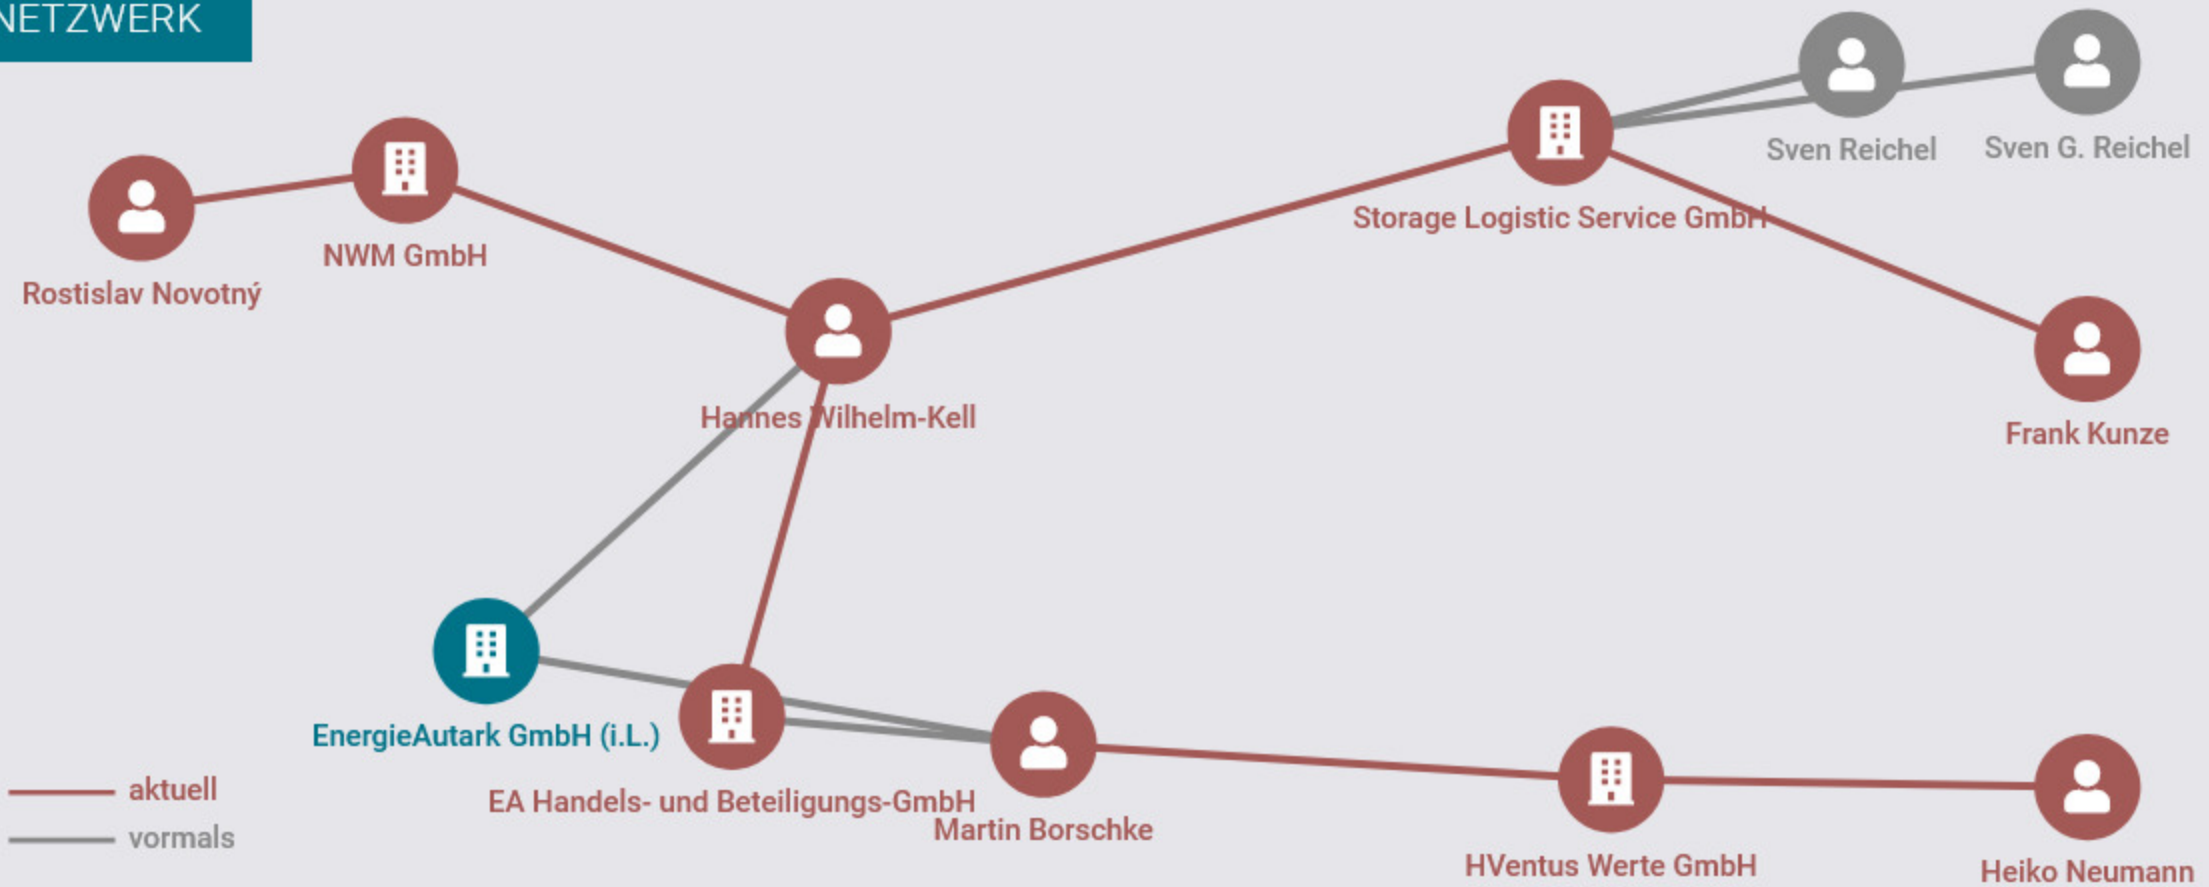 NETZWERK
Sven Reichel
Sven G. Reichel
Storage Logistic Service GmbH
NWM GmbH
Rostislav Novotný
Hannes Wilhelm-Kell
Frank Kunze
EnergieAutark GmbH (i.L.)
EA Handels- und Beteiligungs-GmbH
Martin Borschke
HVentus Werte GmbH
Heiko Neumann
aktuell
vormals